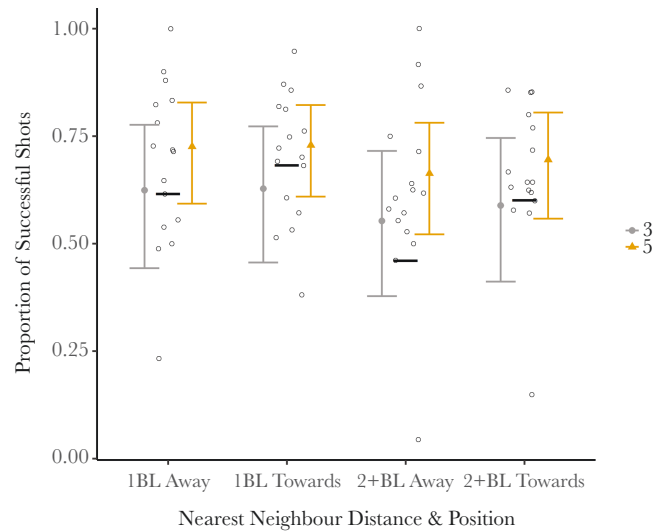 Proportion of Successful Shots
1.00
0.75
0.50
0.25
0.00
1BL Away 1BL Towards 2+BL Away 2+BL Towards
Nearest Neighbour Distance & Position
3
5